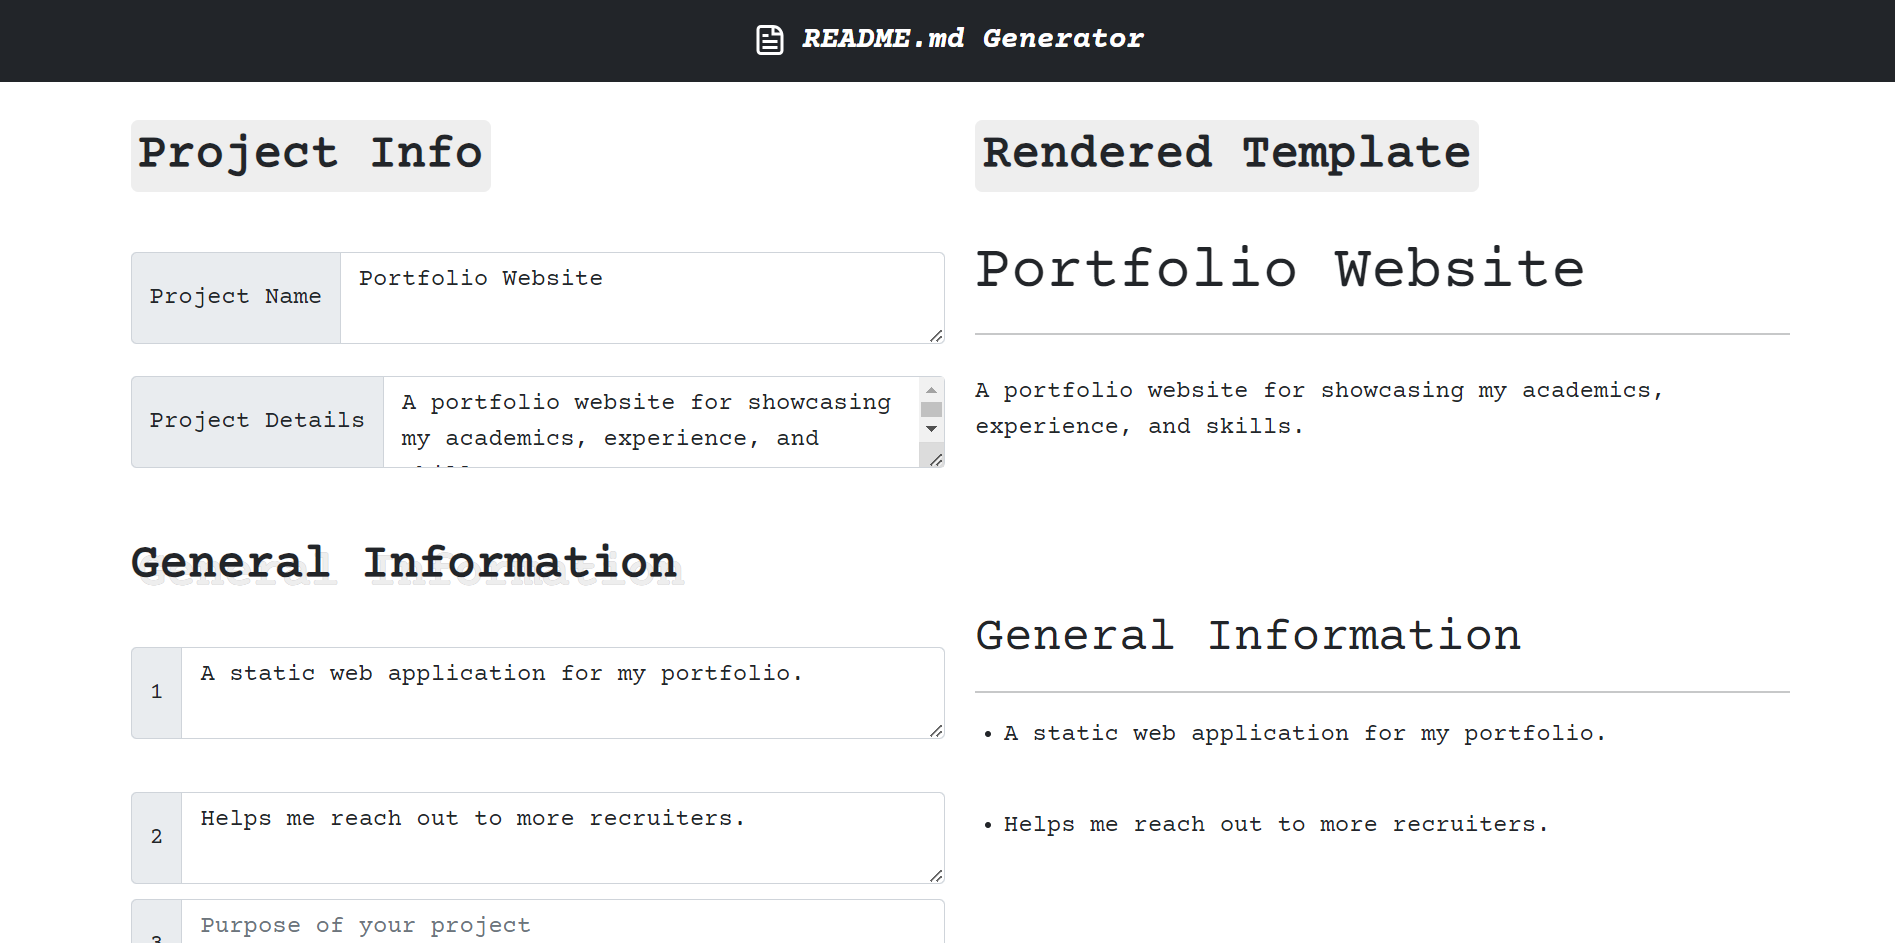 README.md Generator
Project Info
Project Name
Portfolio Website
Project Details
A portfolio website for showcasing
my academics, experience, and
General Information
1
A static web application for my portfolio.
2
Helps me reach out to more recruiters.
3
Purpose of your project
Rendered Template
Portfolio Website
A portfolio website for showcasing my academics,
experience, and skills.
General Information
• A static web application for my portfolio.
• Helps me reach out to more recruiters.